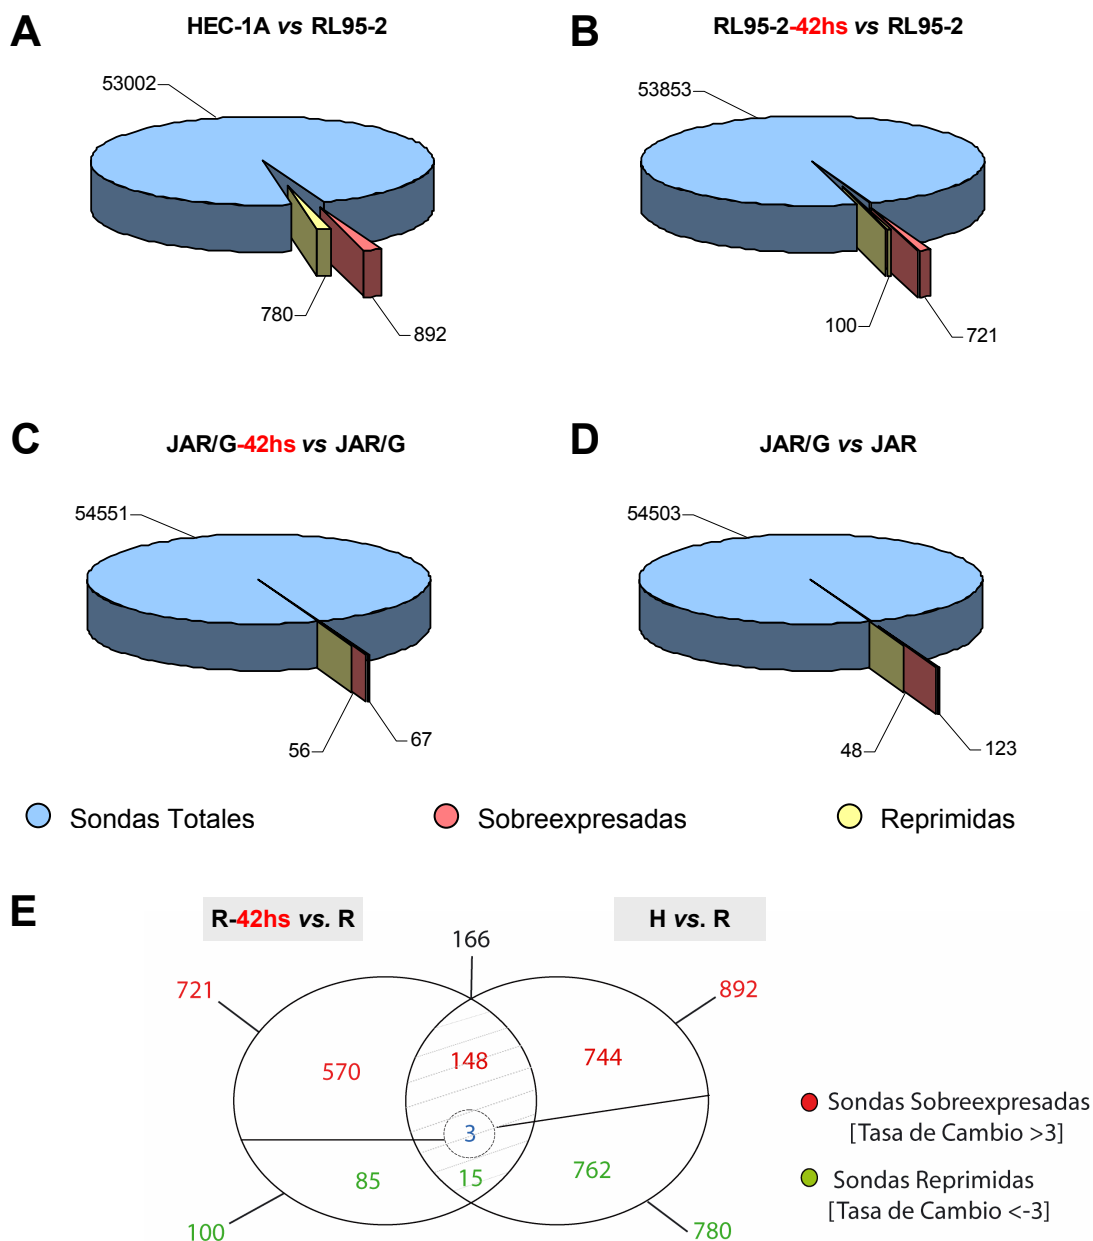 A
HEC-1A vs RL95-2
53002
780
892
B
RL95-2-42hs vs RL95-2
53853
100
721
C
JAR/G-42hs vs JAR/G
54551
56
67
D
JAR/G vs JAR
54503
48
123
Sondas Totales
Sobreexpresadas
Reprimidas
E
R-42hs vs. R
H vs. R
166
721
892
570
148
744
3
85
15
762
100
780
Sondas Sobreexpresadas
[Tasa de Cambio >3]
Sondas Reprimidas
[Tasa de Cambio <-3]